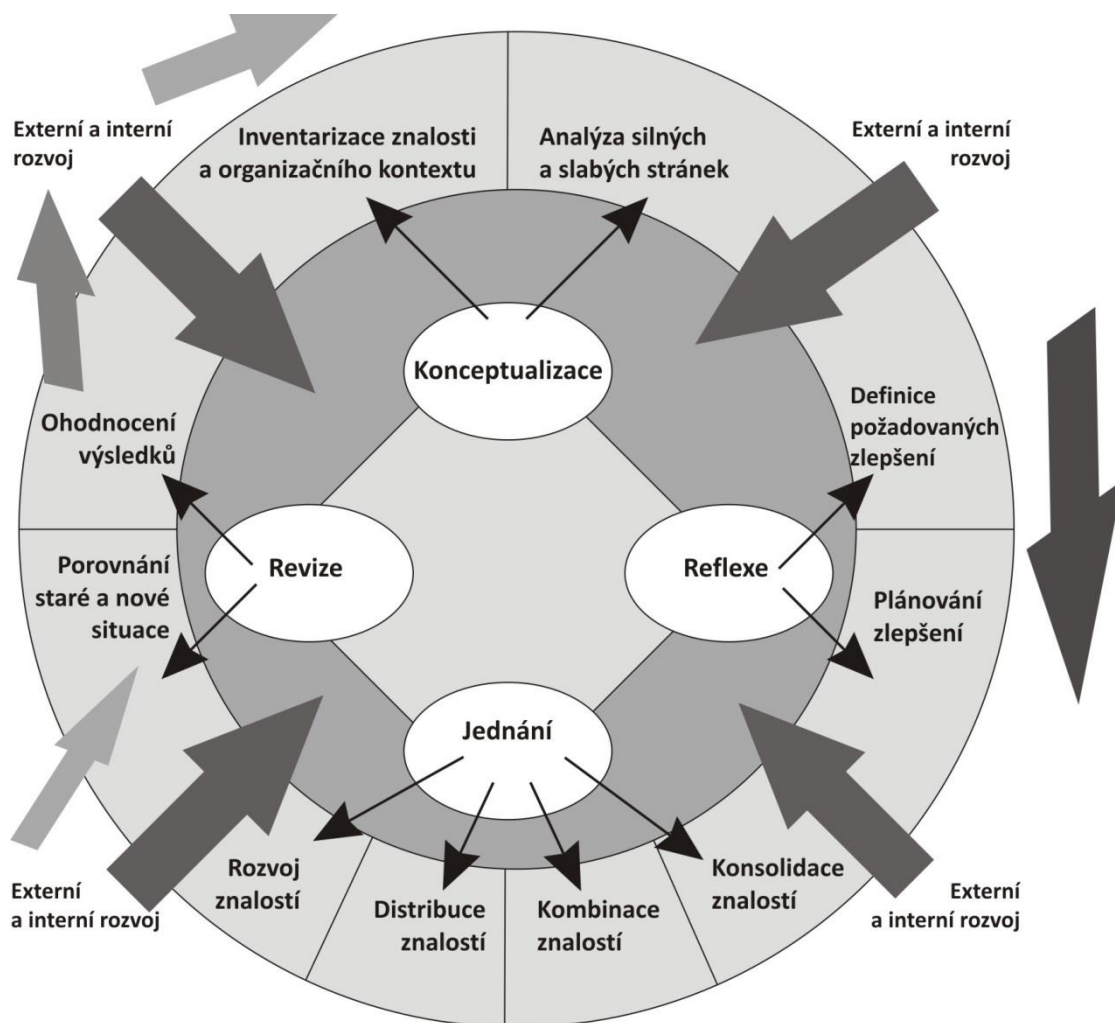 Externí a interní
rozvoj
Inventarizace znalosti
a organizačního kontextu
Analýza silných
a slabých stránek
Externí a interní
rozvoj
Konceptualizace
Ohodnocení
výsledků
Definice
požadovaných
zlepšení
Revize
Reflexe
Porovnání
staré a nové
situace
Plánování
zlepšení
Jednání
Externí
a interní rozvoj
Rozvoj
znalostí
Distribuce
znalostí
Kombinace
znalostí
Konsolidace
znalostí
Externí
a interní rozvoj